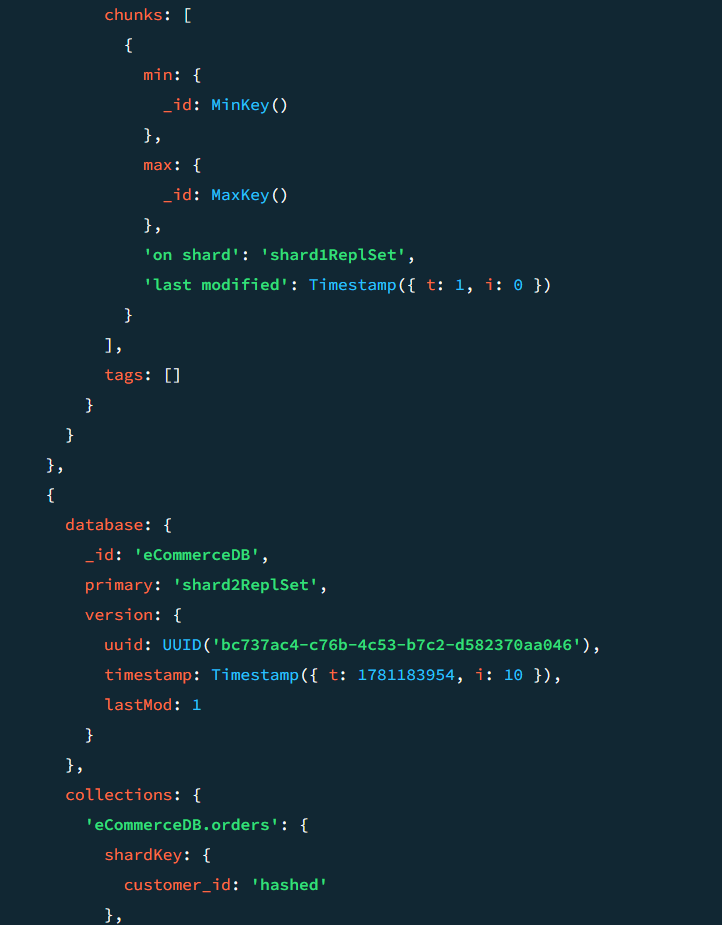 chunks: [
          {
            min: {
              _id: MinKey()
            },
            max: {
              _id: MaxKey()
            },
            'on shard': 'shard1ReplSet',
            'last modified': Timestamp({ t: 1, i: 0 })
          }
        ],
        tags: []
      }
    }
  },
  {
    database: {
      _id: 'eCommerceDB',
      primary: 'shard2ReplSet',
      version: {
        uuid: UUID('bc737ac4-c76b-4c53-b7c2-d582370aa046'),
        timestamp: Timestamp({ t: 1781183954, i: 10 }),
        lastMod: 1
      }
    },
    collections: {
      'eCommerceDB.orders': {
        shardKey: {
          customer_id: 'hashed'
        },